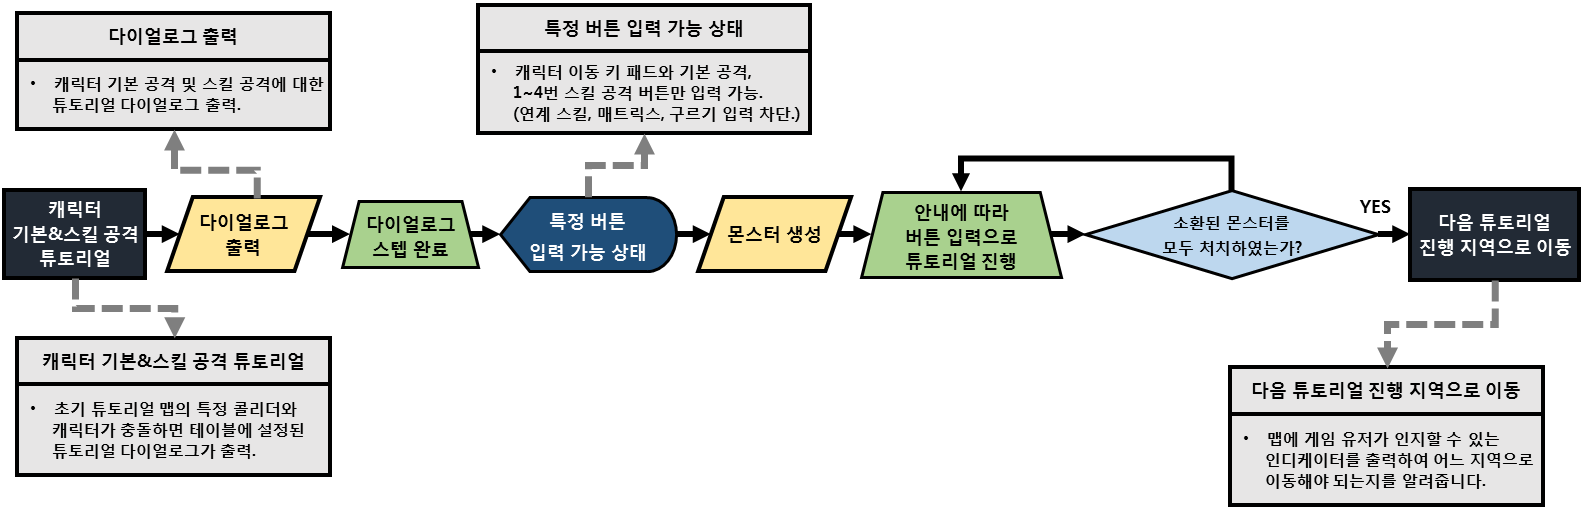 다이얼로그 출력
• 캐릭터 기본 공격 및 스킬 공격에 대한
튜토리얼 다이얼로그 출력.
특정 버튼 입력 가능 상태
• 캐릭터 이동 키 패드와 기본 공격,
1~4번 스킬 공격 버튼만 입력 가능.
(연계 스킬, 매트릭스, 구르기 입력 차단.)
캐릭터
기본&스킬 공격
튜토리얼
다이얼로그
출력
다이얼로그
스텝 완료
특정 버튼
입력 가능 상태
몬스터 생성
안내에 따라
버튼 입력으로
튜토리얼 진행
소환된 몬스터를
모두 처치하였는가?
YES
다음 튜토리얼
진행 지역으로 이동
캐릭터 기본&스킬 공격 튜토리얼
• 초기 튜토리얼 맵의 특정 콜리더와
캐릭터가 충돌하면 테이블에 설정된
튜토리얼 다이얼로그가 출력.
다음 튜토리얼 진행 지역으로 이동
• 맵에 게임 유저가 인지할 수 있는
인디케이터를 출력하여 어느 지역으로
이동해야 되는지를 알려줍니다.